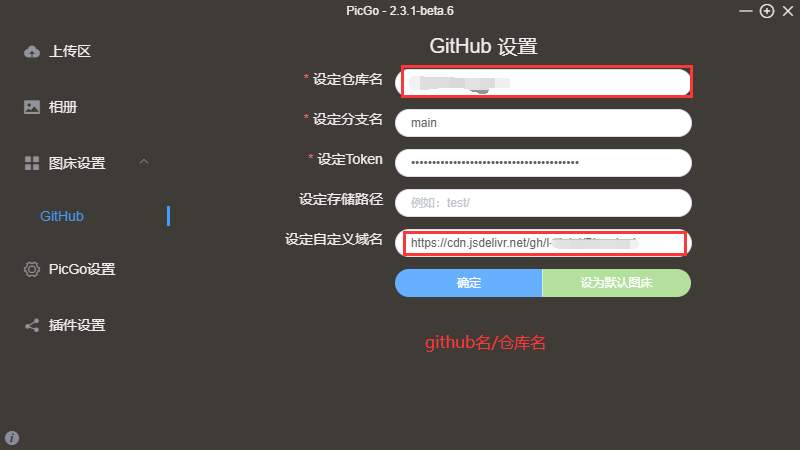 PicGo - 2.3.1-beta.6
上传区
相册
图床设置
GitHub
PicGo设置
插件设置
GitHub 设置
* 设定仓库名
* 设定分支名
main
* 设定Token
设定存储路径
例如：test/
设定自定义域名
https://cdn.jsdelivr.net/gh/l-
确定
设为默认图床
github名/仓库名